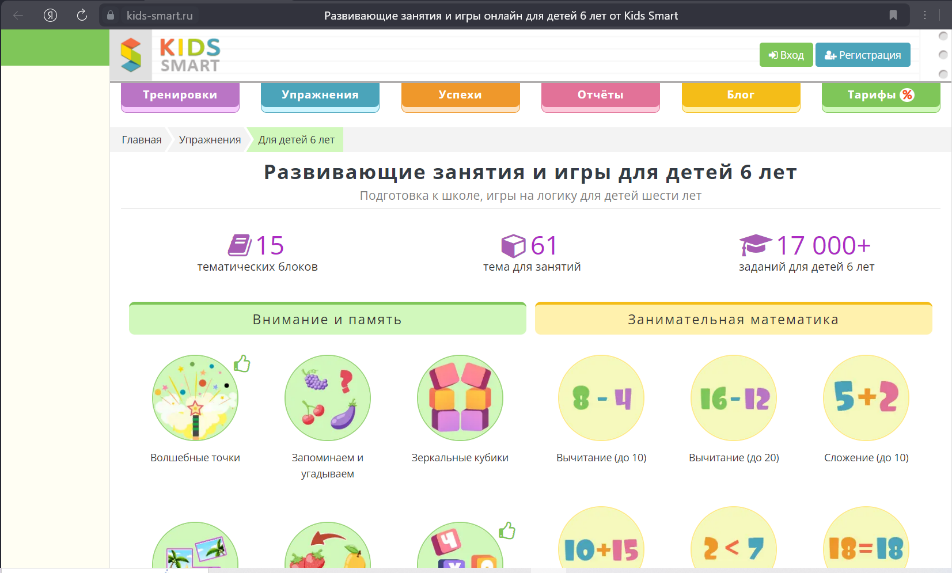 kids-smart.ru
Развивающие занятия и игры онлайн для детей 6 лет от Kids Smart
KIDS
SMART
Вход
Регистрация
Тренировки
Упражнения
Успехи
Отчёты
Блог
Тарифы %
Главная
Упражнения
Для детей 6 лет
Развивающие занятия и игры для детей 6 лет
Подготовка к школе, игры на логику для детей шести лет
15
тематических блоков
61
тема для занятий
17 000+
заданий для детей 6 лет
Внимание и память
Занимательная математика
?
8 - 4
16-12
5+2
Волшебные точки
Запоминаем и
угадываем
Зеркальные кубики
Вычитание (до 10)
Вычитание (до 20)
Сложение (до 10)
Ч
10+15
2 < 7
18=18